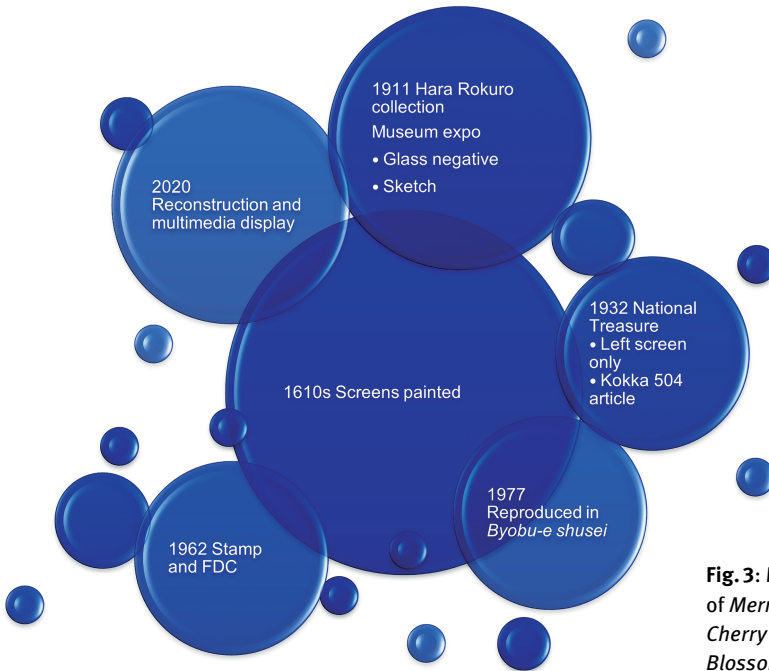 1911 Hara Rokuro
collection
Museum expo
• Glass negative
• Sketch
2020
Reconstruction and
multimedia display
1932 National
Treasure
• Left screen
only
• Kokka 504
article
1610s Screens painted
1977
Reproduced in
Byobu-e shusei
1962 Stamp
and FDC
Fig. 3:
of
Cherry